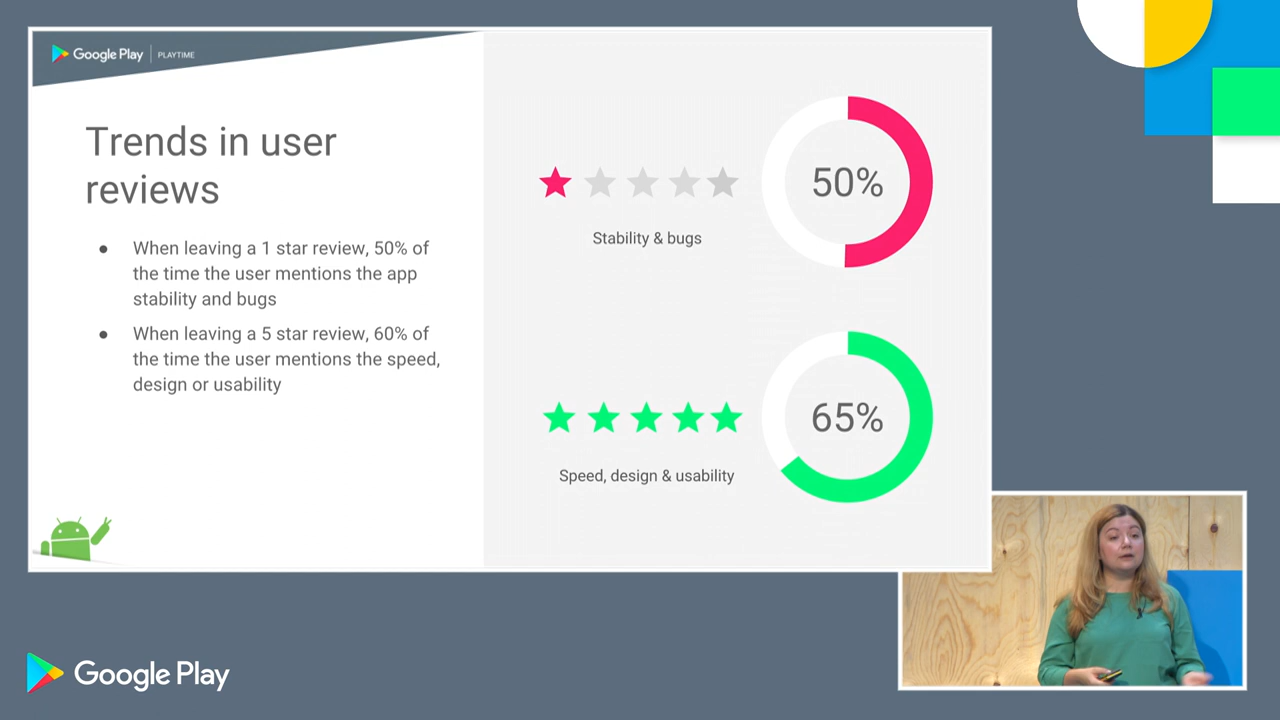 Google Play | PLAYTIME
Trends in user
reviews
● When leaving a 1 star review, 50% of
the time the user mentions the app
stability and bugs
● When leaving a 5 star review, 60% of
the time the user mentions the speed,
design or usability
50%
Stability & bugs
65%
Speed, design & usability
Google Play